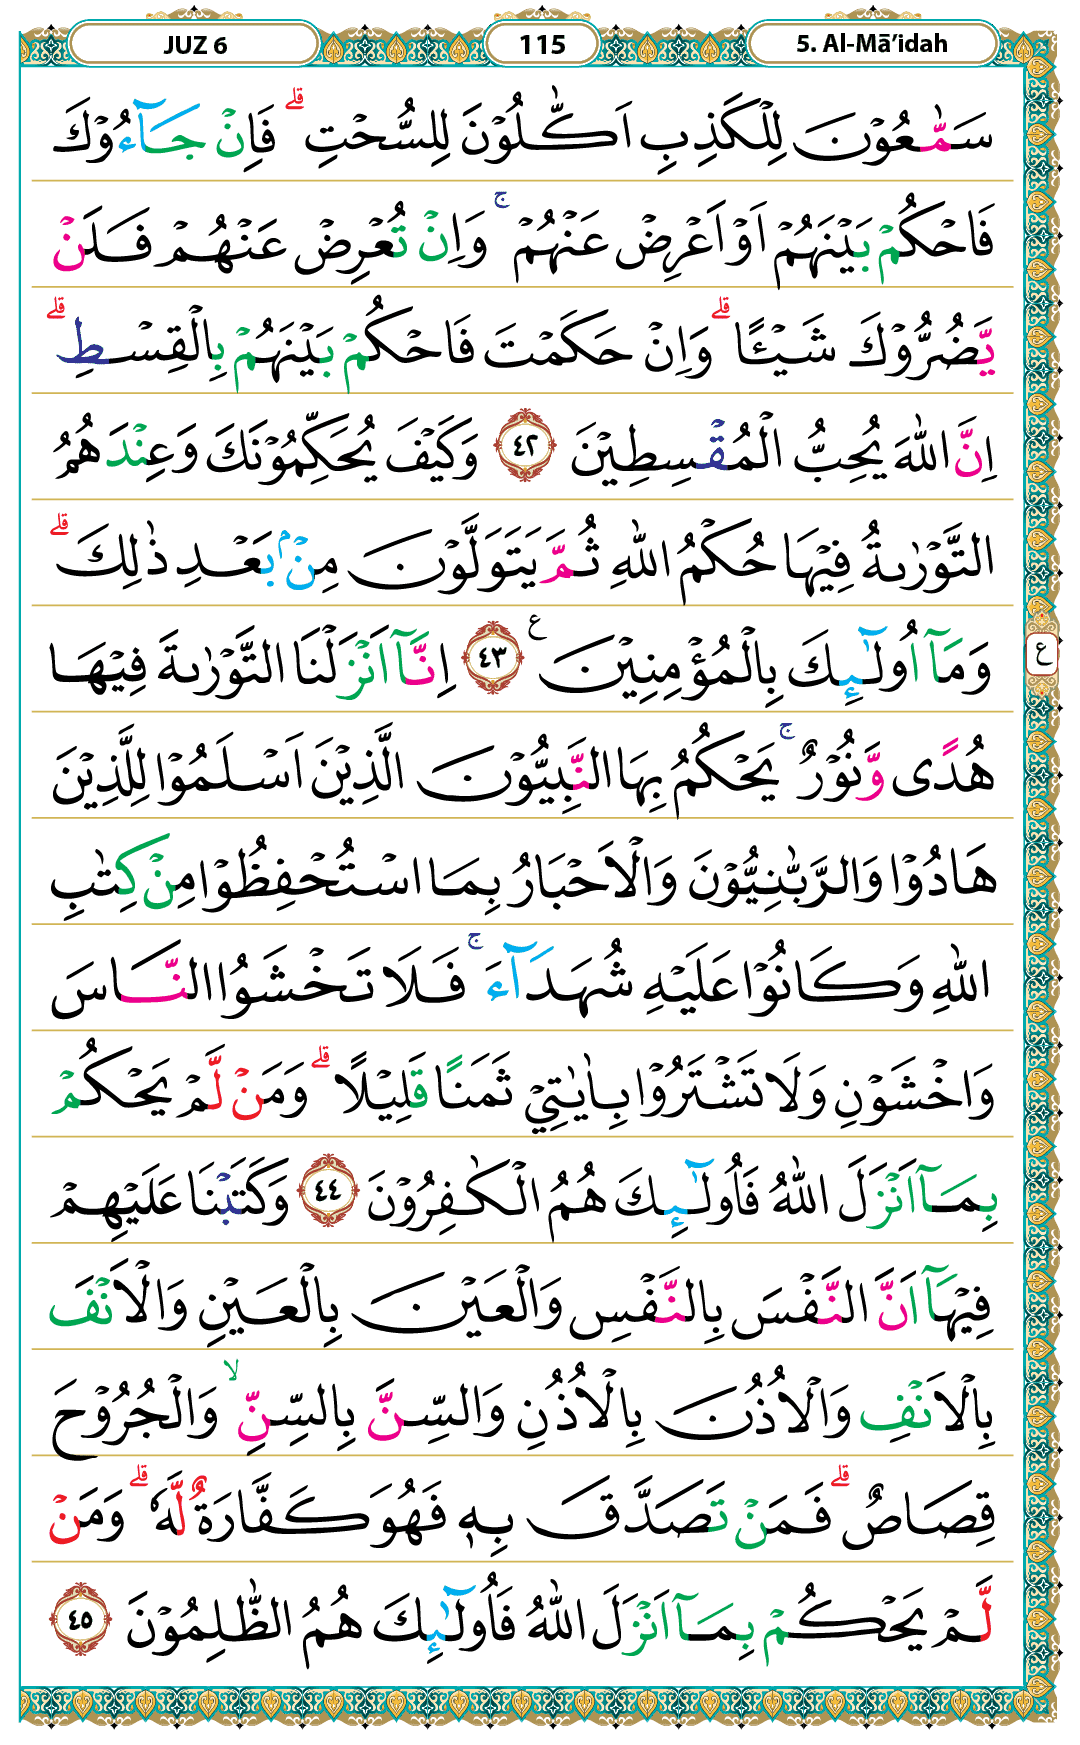 JUZ 6
115
5. Al-Mā’idah
سَمّٰعُوْنَ لِلْكَذِبِ اَكّٰلُوْنَ لِلسُّحْتِۗ فَاِنْ جَاۤءُوْكَ
فَاحْكُمْ بَيْنَهُمْ اَوْ اَعْرِضْ عَنْهُمْۚ وَاِنْ تُعْرِضْ عَنْهُمْ فَلَنْ
يَّضُرُّوْكَ شَيْـًٔاۗ وَاِنْ حَكَمْتَ فَاحْكُمْ بَيْنَهُمْ بِالْقِسْطِۗ
اِنَّ اللّٰهَ يُحِبُّ الْمُقْسِطِيْنَ ٤٢ وَكَيْفَ يُحَكِّمُوْنَكَ وَعِنْدَهُمُ
التَّوْرٰىةُ فِيْهَا حُكْمُ اللّٰهِ ثُمَّ يَتَوَلَّوْنَ مِنْۢ بَعْدِ ذٰلِكَۗ
وَمَآ اُولٰۤىِٕكَ بِالْمُؤْمِنِيْنَ ࣖ ٤٣ اِنَّآ اَنْزَلْنَا التَّوْرٰىةَ فِيْهَا
ع
هُدًى وَّنُوْرٌۚ يَحْكُمُ بِهَا النَّبِيُّوْنَ الَّذِيْنَ اَسْلَمُوْا لِلَّذِيْنَ
هَادُوْا وَالرَّبّٰنِيُّوْنَ وَالْاَحْبَارُ بِمَا اسْتُحْفِظُوْا مِنْ كِتٰبِ
اللّٰهِ وَكَانُوْا عَلَيْهِ شُهَدَاۤءَۚ فَلَا تَخْشَوُا النَّاسَ
وَاخْشَوْنِ وَلَا تَشْتَرُوْا بِاٰيٰتِيْ ثَمَنًا قَلِيْلًاۗ وَمَنْ لَّمْ يَحْكُمْ
بِمَآ اَنْزَلَ اللّٰهُ فَاُولٰۤىِٕكَ هُمُ الْكٰفِرُوْنَ ٤٤ وَكَتَبْنَا عَلَيْهِمْ
فِيْهَآ اَنَّ النَّفْسَ بِالنَّفْسِ وَالْعَيْنَ بِالْعَيْنِ وَالْاَنْفَ
بِالْاَنْفِ وَالْاُذُنَ بِالْاُذُنِ وَالسِّنَّ بِالسِّنِّۙ وَالْجُرُوْحَ
قِصَاصٌۗ فَمَنْ تَصَدَّقَ بِهٖ فَهُوَ كَفَّارَةٌ لَّهٗۗ وَمَنْ
لَّمْ يَحْكُمْ بِمَآ اَنْزَلَ اللّٰهُ فَاُولٰۤىِٕكَ هُمُ الظّٰلِمُوْنَ ٤٥